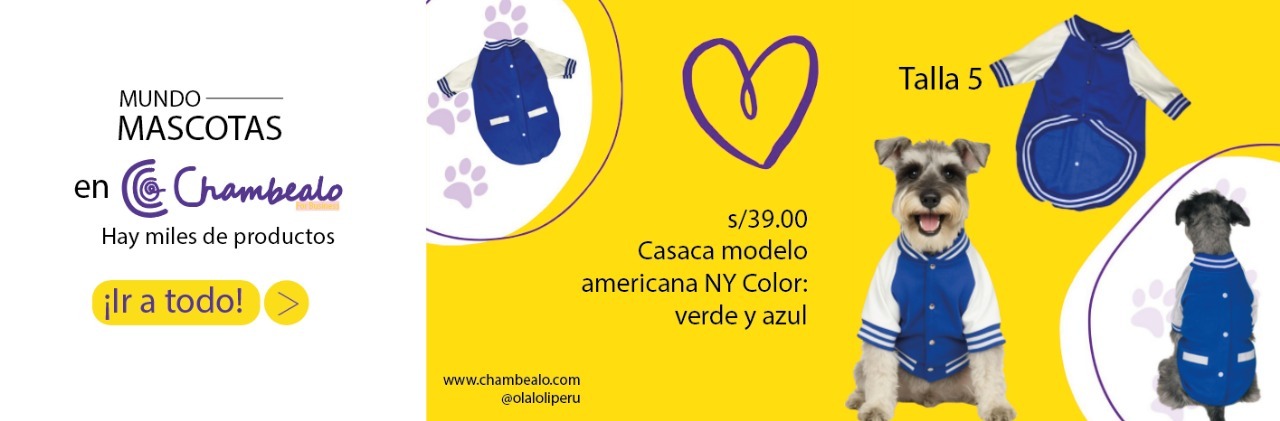 MUNDO
MASCOTAS
en Chambealo
Hay miles de productos
¡Ir a todo! >
Talla 5
s/39.00
Casaca modelo
americana NY Color:
verde y azul
www.chambealo.com
@olaloliperu